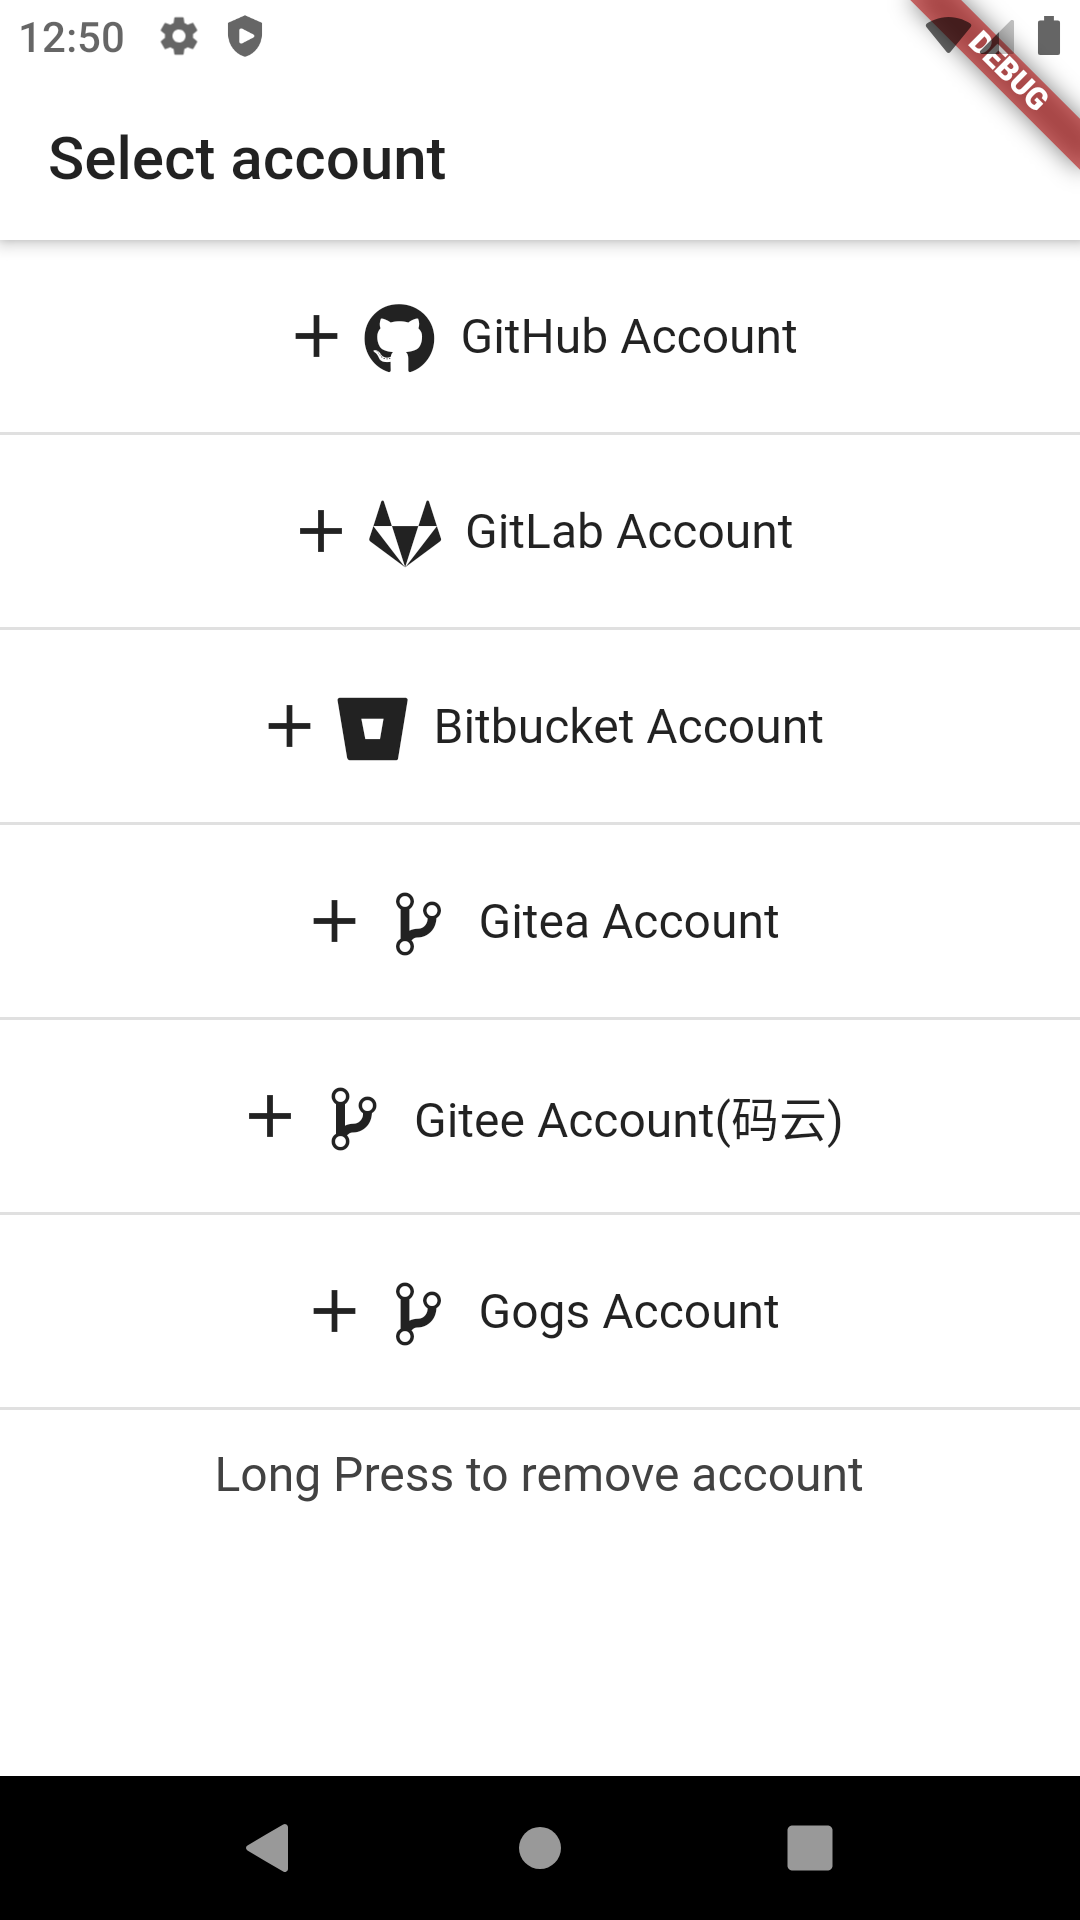 12:50
DEBUG
Select account
GitHub Account
GitLab Account
Bitbucket Account
Gitea Account
Gitee Account(码云)
Gogs Account
Long Press to remove account